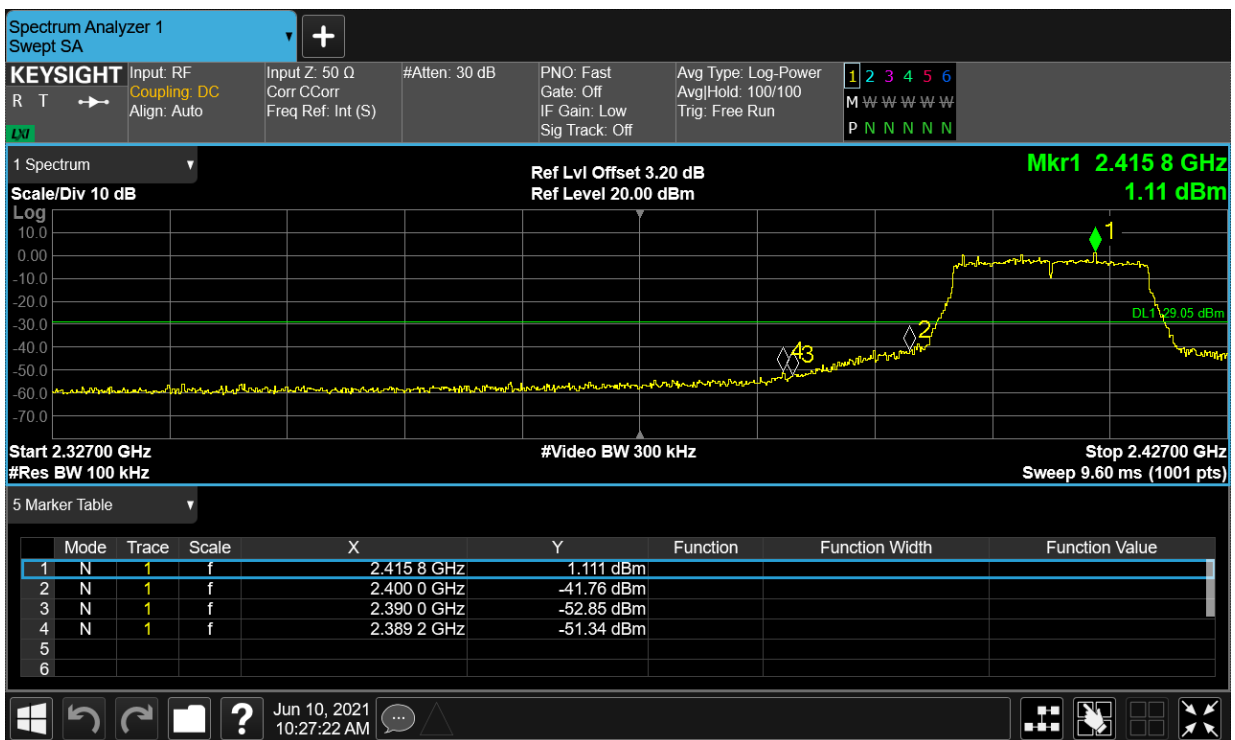 Spectrum Analyzer 1
Swept SA
KEYSIGHT
R T
LXI
Input: RF
Coupling: DC
Align: Auto
Input Z: 50 Ω
Corr CCorr
Freq Ref: Int (S)
#Atten: 30 dB
PNO: Fast
Gate: Off
IF Gain: Low
Sig Track: Off
Avg Type: Log-Power
Avg|Hold: 100/100
Trig: Free Run
1 2 3 4 5 6
M W W W W W
P N N N N N
1 Spectrum
Scale/Div 10 dB
Ref Lvl Offset 3.20 dB
Ref Level 20.00 dBm
Mkr1 2.415 8 GHz
1.11 dBm
Log
10.0
0.00
-10.0
-20.0
-30.0
-40.0
-50.0
-60.0
-70.0
1
2
43
DL1 -29.05 dBm
Start 2.32700 GHz
#Res BW 100 kHz
#Video BW 300 kHz
Stop 2.42700 GHz
Sweep 9.60 ms (1001 pts)
5 Marker Table
Mode Trace Scale X Y Function Function Width Function Value
1 N 1 f 2.415 8 GHz 1.111 dBm
2 N 1 f 2.400 0 GHz -41.76 dBm
3 N 1 f 2.390 0 GHz -52.85 dBm
4 N 1 f 2.389 2 GHz -51.34 dBm
5
6
?
Jun 10, 2021
10:27:22 AM